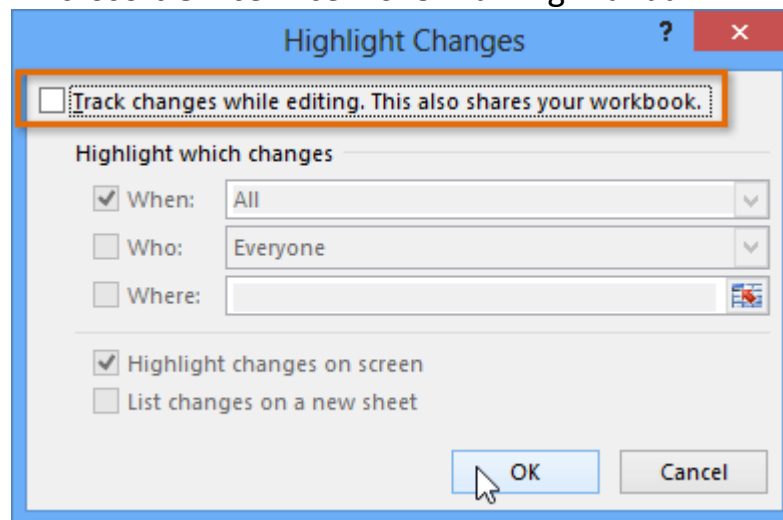 Highlight Changes
?
×
Track changes while editing. This also shares your workbook.
Highlight which changes
When: All
Who: Everyone
Where:
Highlight changes on screen
List changes on a new sheet
OK Cancel